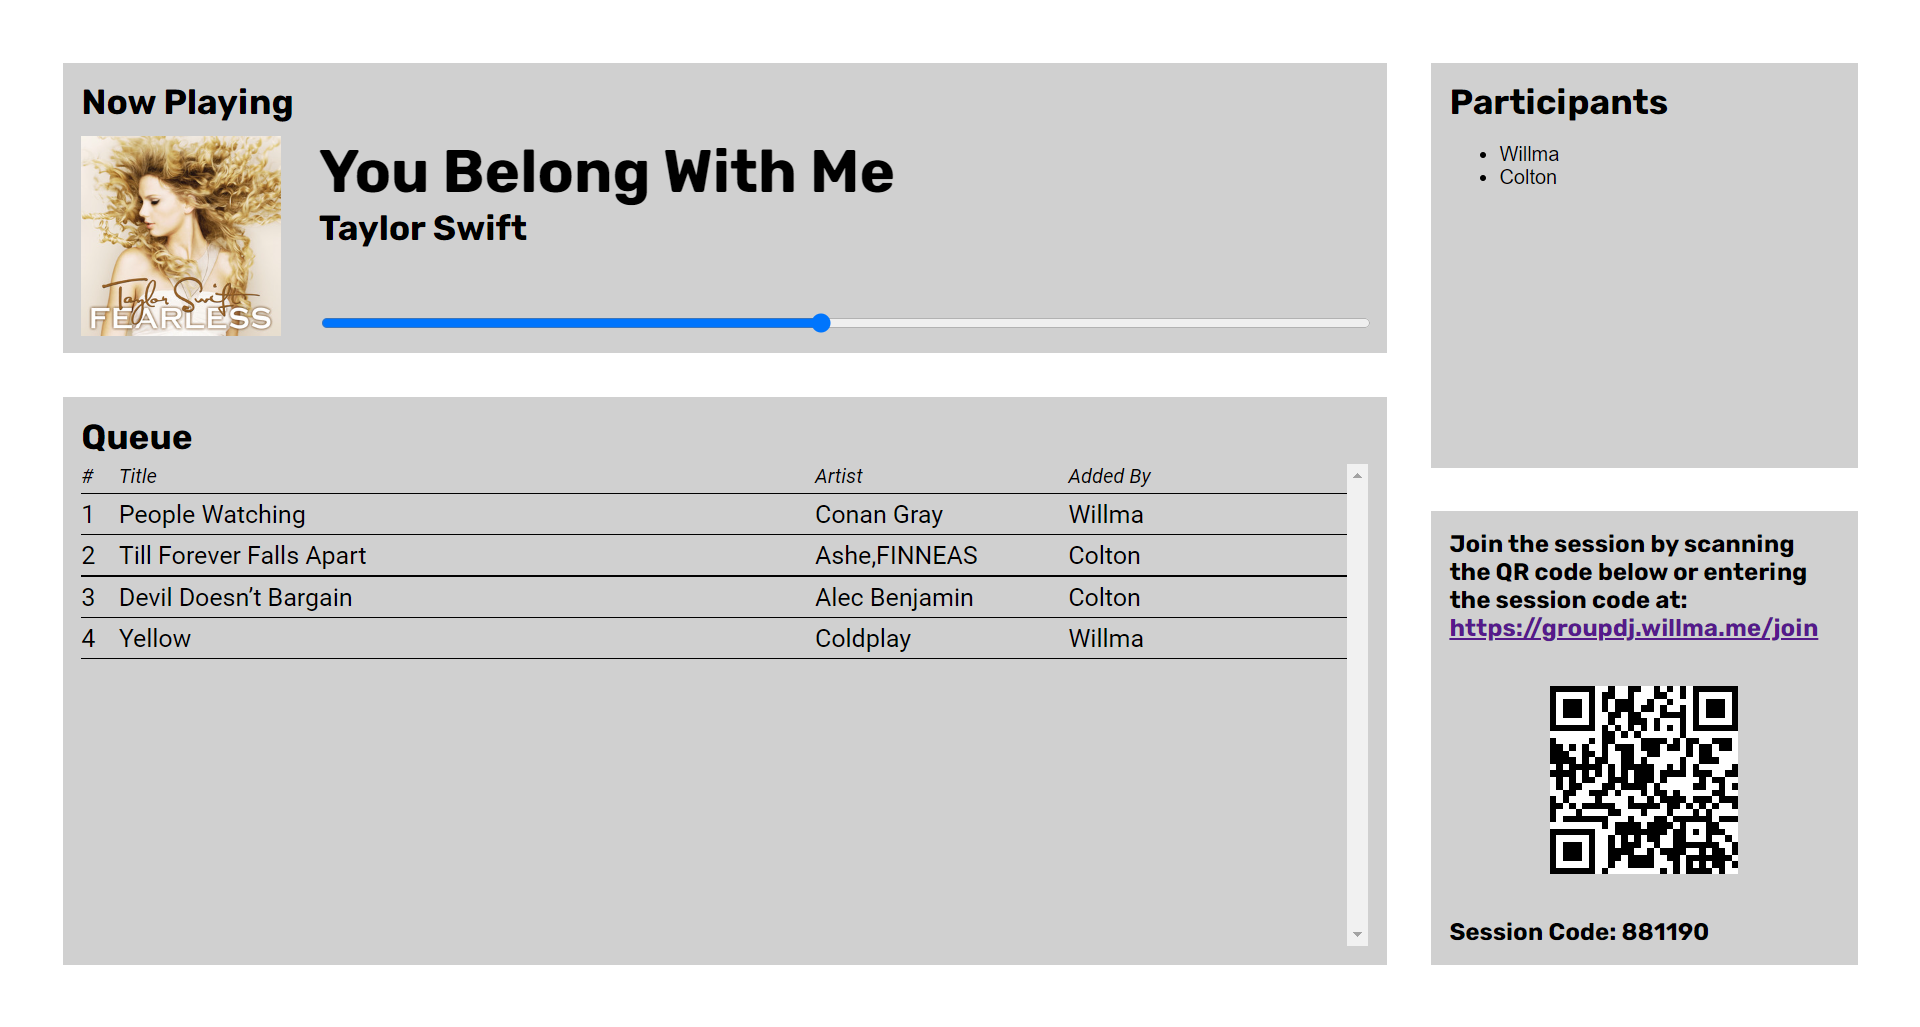 Now Playing
Taylor Swift
FEARLESS
You Belong With Me
Taylor Swift
Queue
# Title Artist Added By
1 People Watching Conan Gray Willma
2 Till Forever Falls Apart Ashe,FINNEAS Colton
3 Devil Doesn’t Bargain Alec Benjamin Colton
4 Yellow Coldplay Willma
Participants
• Willma
• Colton
Join the session by scanning
the QR code below or entering
the session code at:
https://groupdj.willma.me/join
Session Code: 881190